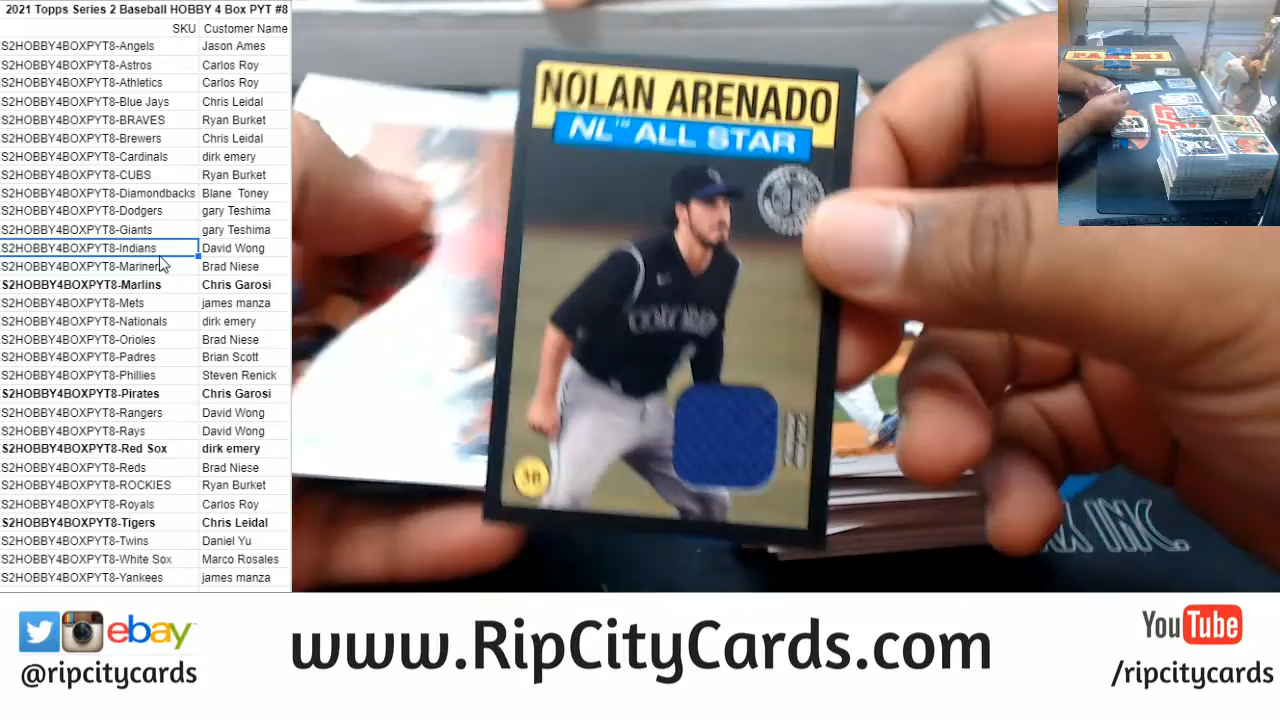 2021 Topps Series 2 Baseball HOBBY 4 Box PYT #8
SKU Customer Name
S2HOBBY4BOXPYT8-Angels Jason Ames
S2HOBBY4BOXPYT8-Astros Carlos Roy
S2HOBBY4BOXPYT8-Athletics Carlos Roy
S2HOBBY4BOXPYT8-Blue Jays Chris Leidal
S2HOBBY4BOXPYT8-BRAVES Ryan Burket
S2HOBBY4BOXPYT8-Brewers Chris Leidal
S2HOBBY4BOXPYT8-Cardinals dirk emery
S2HOBBY4BOXPYT8-CUBS Ryan Burket
S2HOBBY4BOXPYT8-Diamondbacks Blane Toney
S2HOBBY4BOXPYT8-Dodgers gary Teshima
S2HOBBY4BOXPYT8-Giants gary Teshima
S2HOBBY4BOXPYT8-Indians David Wong
S2HOBBY4BOXPYT8-Mariner Brad Niese
S2HOBBY4BOXPYT8-Marlins Chris Garosi
S2HOBBY4BOXPYT8-Mets james manza
S2HOBBY4BOXPYT8-Nationals dirk emery
S2HOBBY4BOXPYT8-Orioles Brad Niese
S2HOBBY4BOXPYT8-Padres Brian Scott
S2HOBBY4BOXPYT8-Phillies Steven Renick
S2HOBBY4BOXPYT8-Pirates Chris Garosi
S2HOBBY4BOXPYT8-Rangers David Wong
S2HOBBY4BOXPYT8-Rays David Wong
S2HOBBY4BOXPYT8-Red Sox dirk emery
S2HOBBY4BOXPYT8-Reds Brad Niese
S2HOBBY4BOXPYT8-ROCKIES Ryan Burket
S2HOBBY4BOXPYT8-Royals Carlos Roy
S2HOBBY4BOXPYT8-Tigers Chris Leidal
S2HOBBY4BOXPYT8-Twins Daniel Yu
S2HOBBY4BOXPYT8-White Sox Marco Rosales
S2HOBBY4BOXPYT8-Yankees james manza
NOLAN ARENADO
NL™ ALL STAR
3B
PANINI
INC.
ebay
@ripcitycards
www.RipCityCards.com
YouTube
/ripcitycards